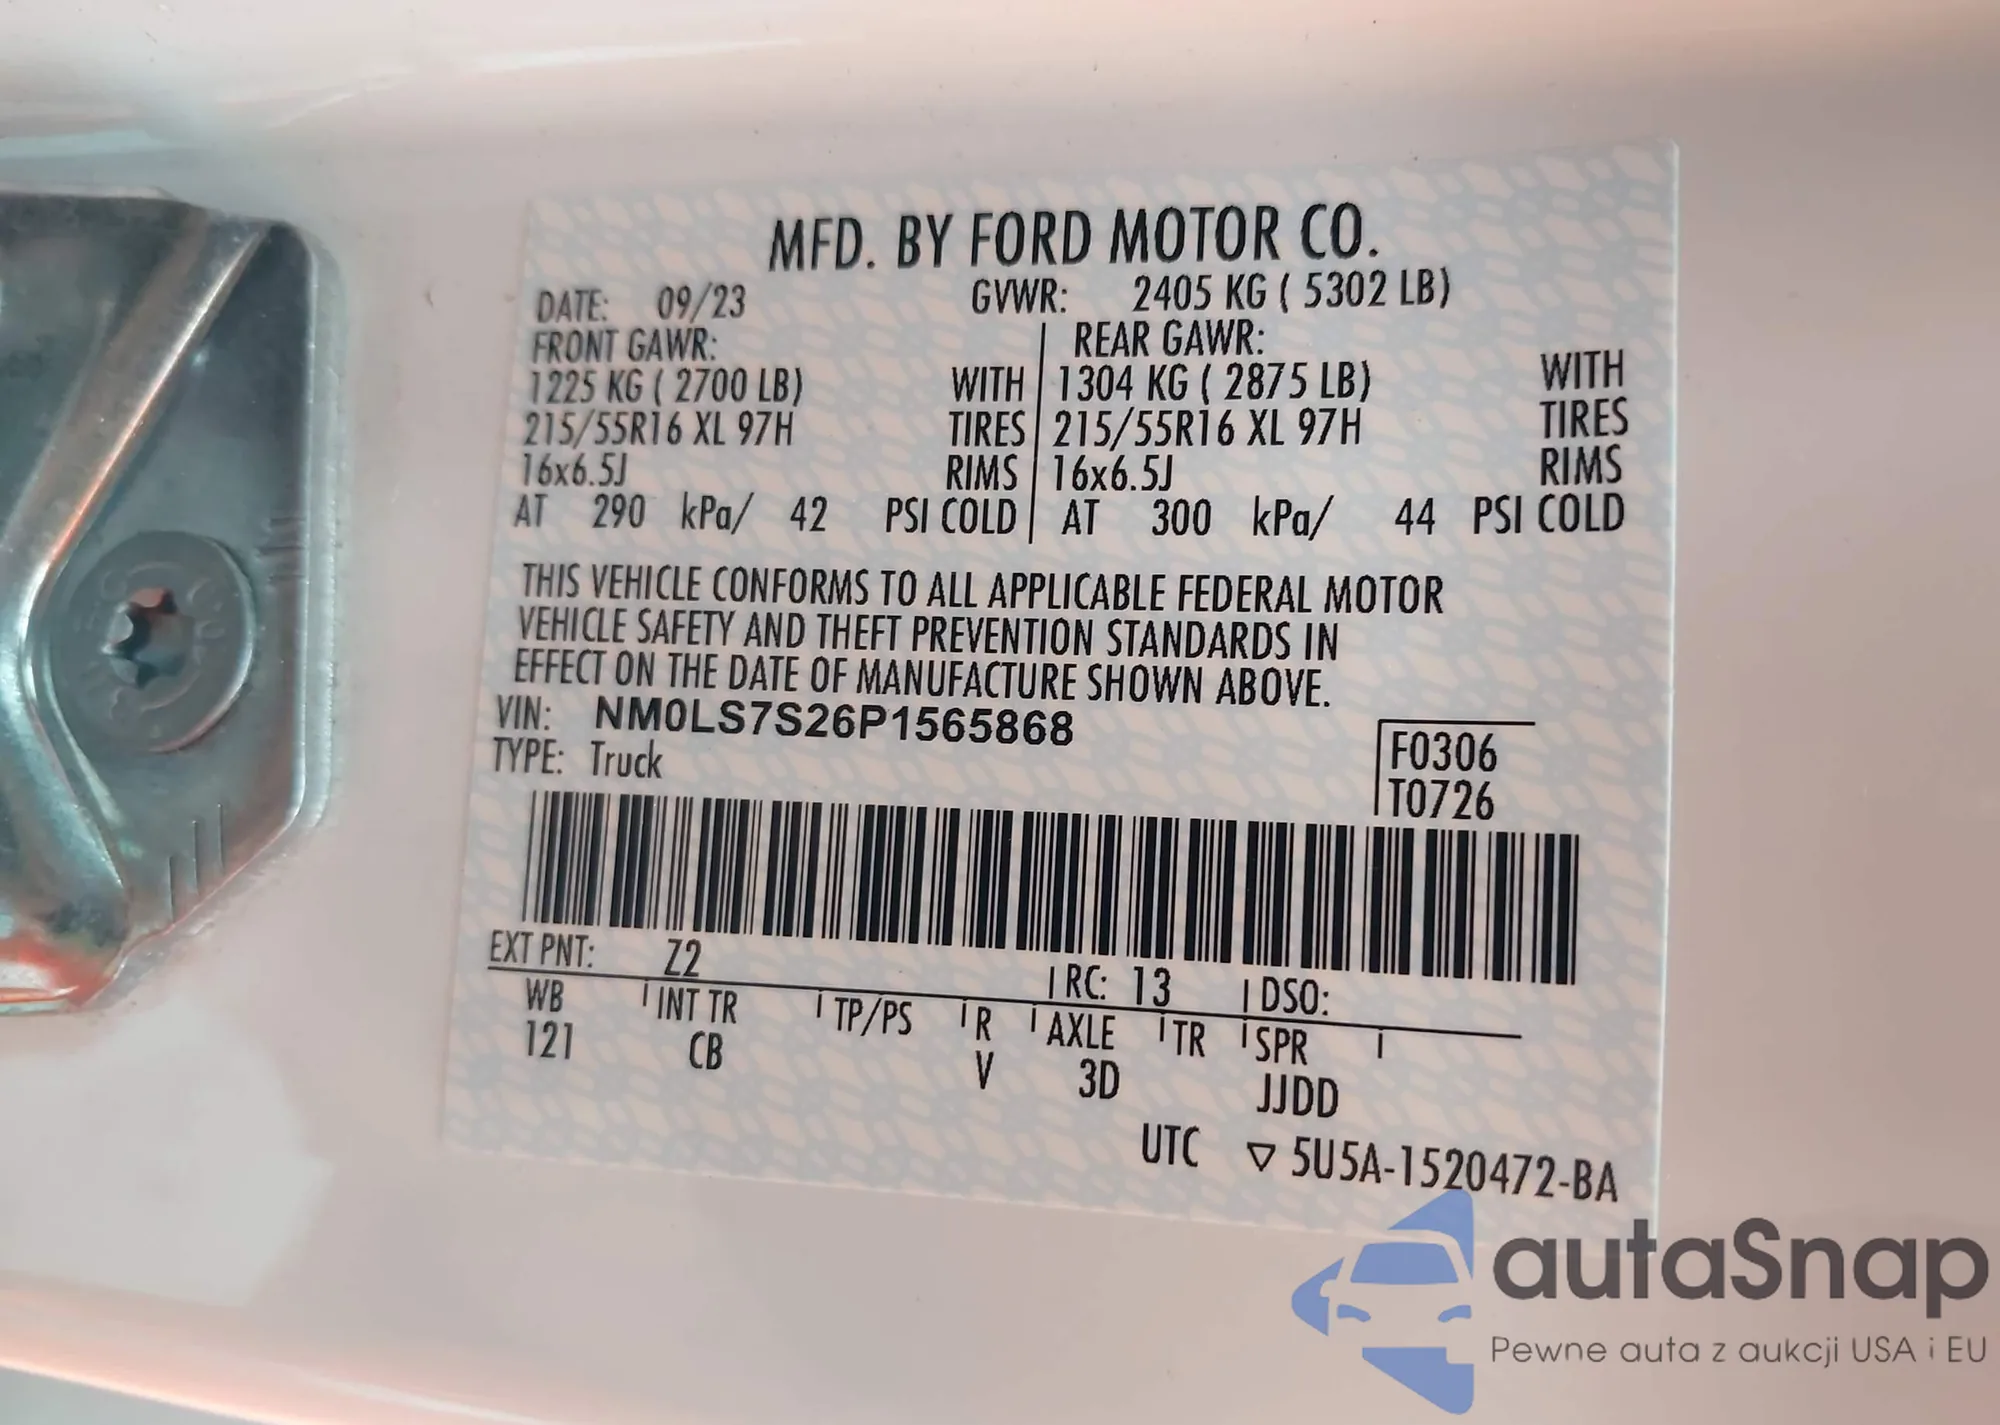 MFD. BY FORD MOTOR CO.
DATE: 09/23 GVWR: 2405 KG ( 5302 LB)
FRONT GAWR: REAR GAWR:
1225 KG ( 2700 LB) WITH 1304 KG ( 2875 LB) WITH
215/55R16 XL 97H TIRES 215/55R16 XL 97H TIRES
16x6.5J RIMS 16x6.5J RIMS
AT 290 kPa/ 42 PSI COLD AT 300 kPa/ 44 PSI COLD
THIS VEHICLE CONFORMS TO ALL APPLICABLE FEDERAL MOTOR
VEHICLE SAFETY AND THEFT PREVENTION STANDARDS IN
EFFECT ON THE DATE OF MANUFACTURE SHOWN ABOVE.
VIN: NM0LS7S26P1565868
TYPE: Truck
F0306
T0726
EXT PNT: Z2 RC: 13 DSO:
WB INT TR TP/PS R AXLE TR SPR
121 CB V 3D JJDD
UTC ▽ 5U5A-1520472-BA
autaSnap
Pewne auta z aukcji USA i EU